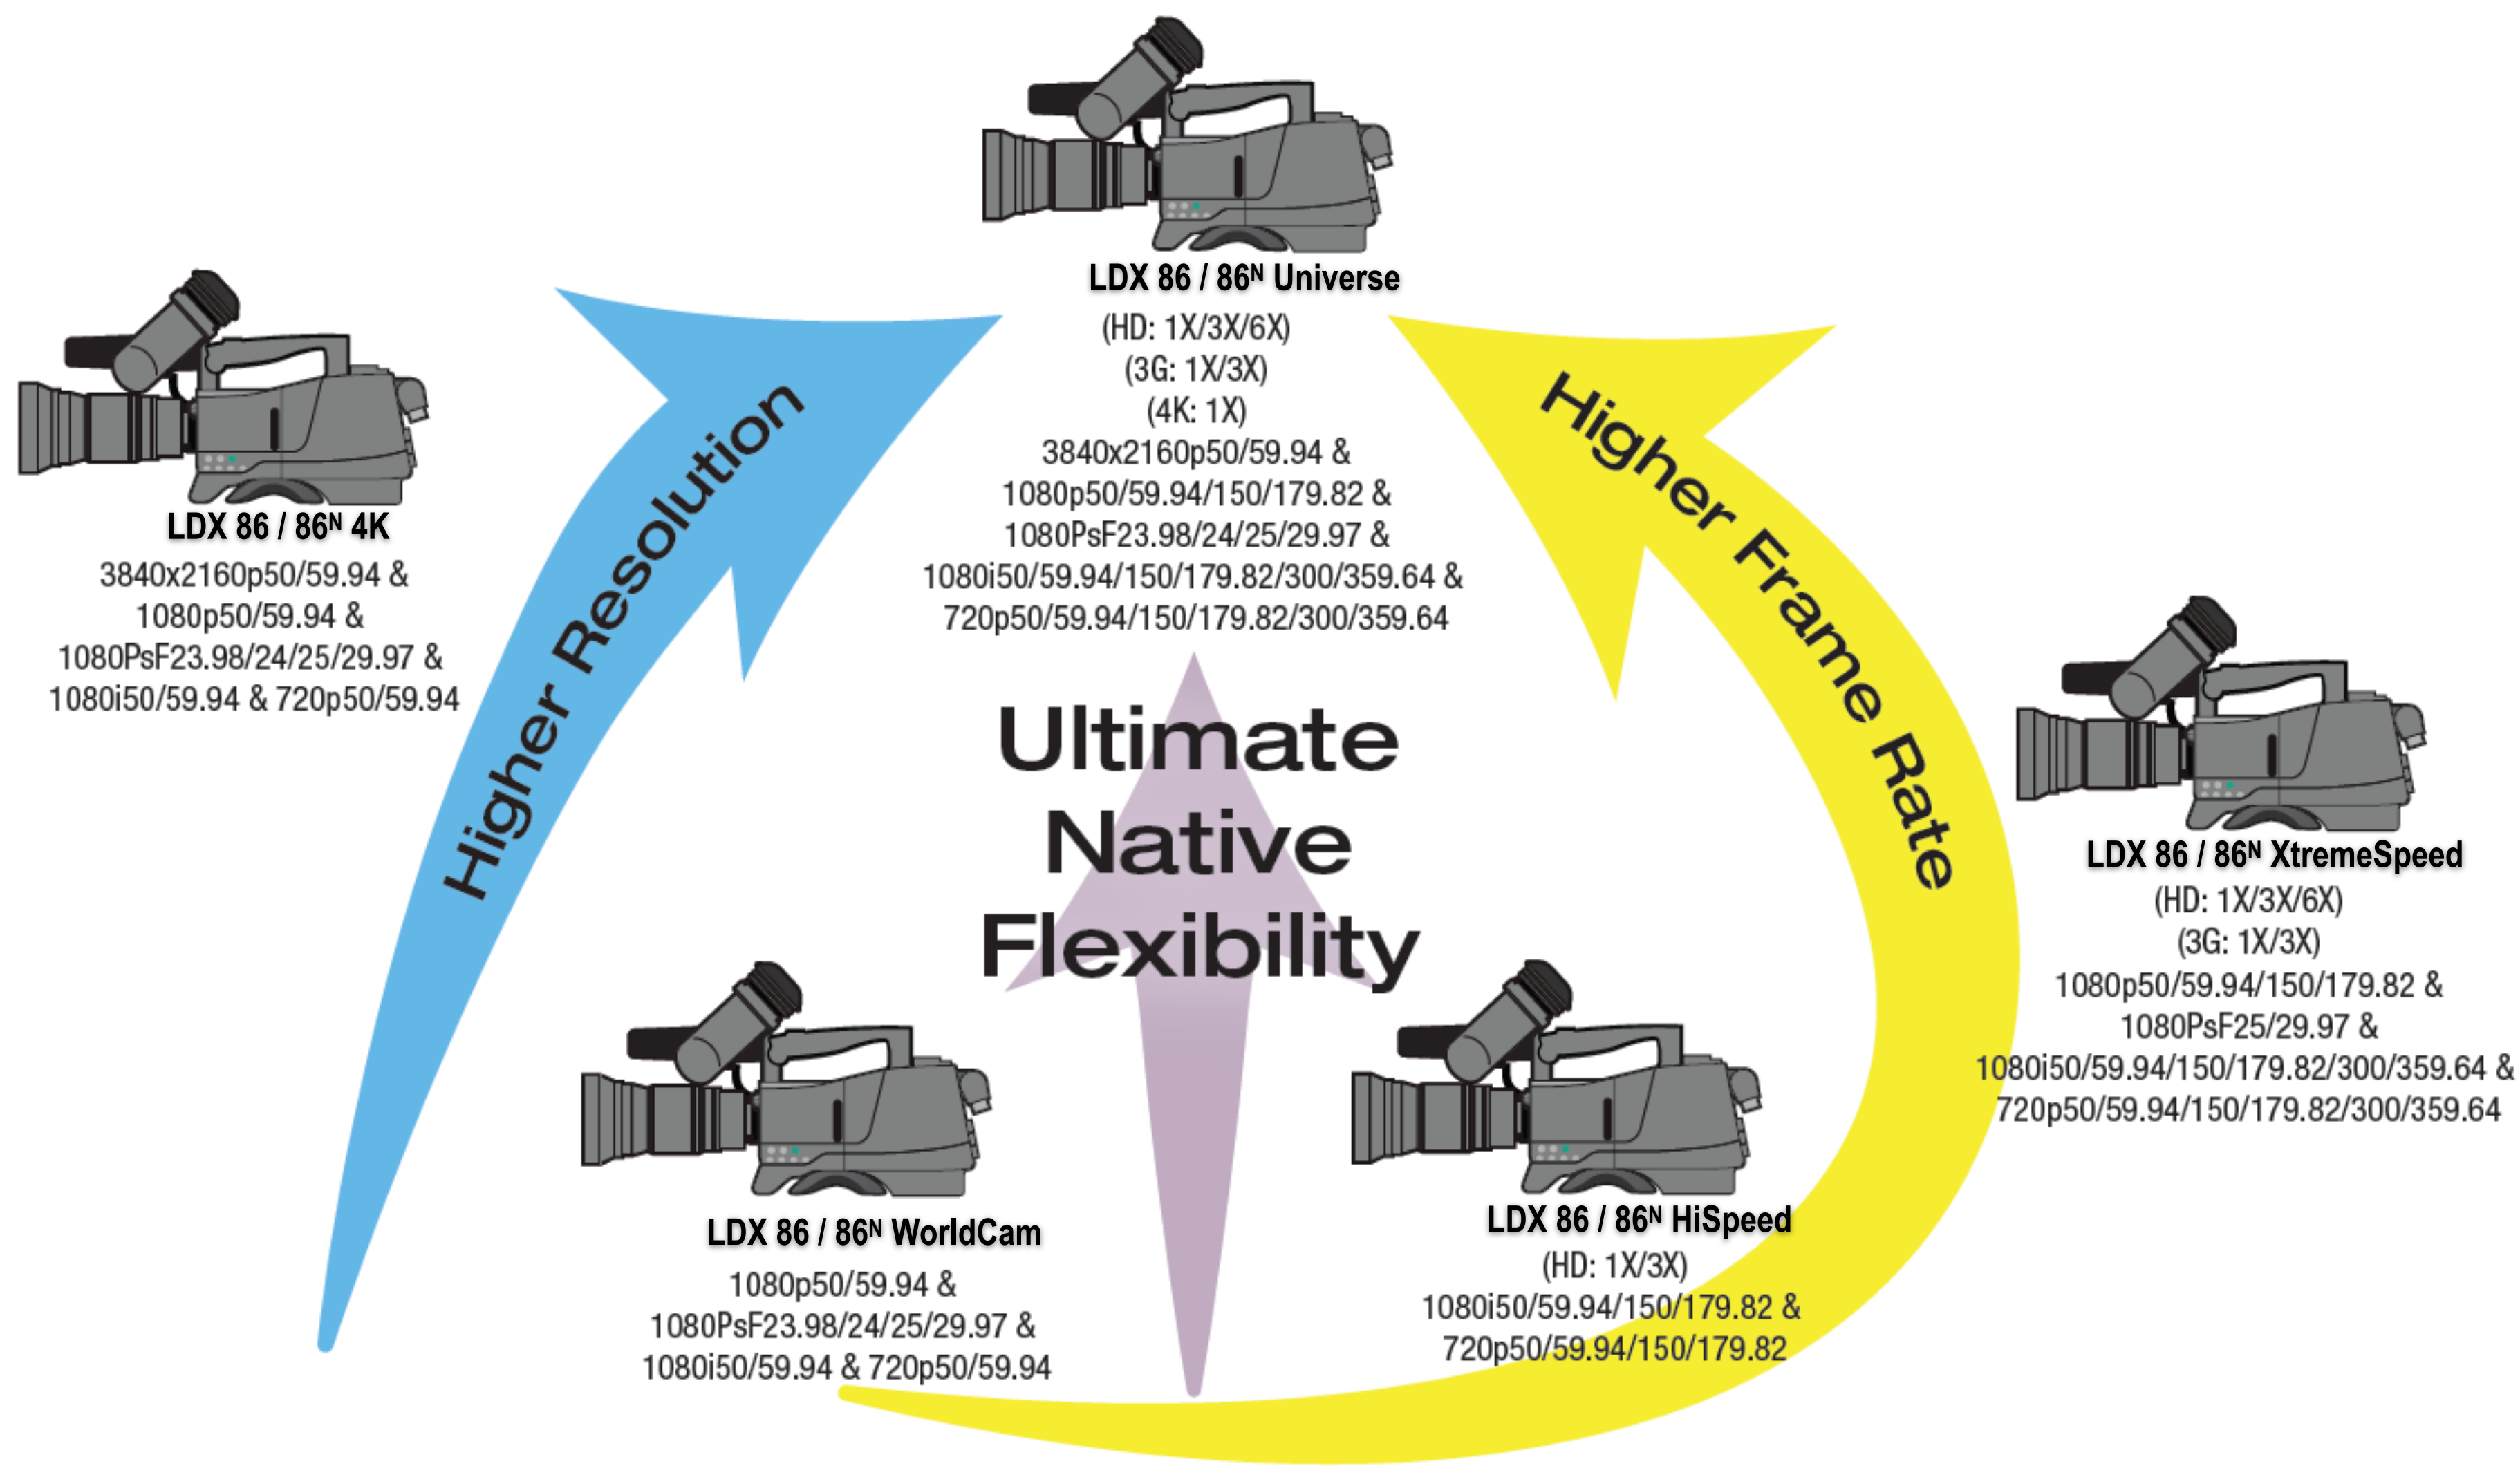 LDX 86 / 86ᴺ Universe
(HD: 1X/3X/6X)
(3G: 1X/3X)
(4K: 1X)
3840x2160p50/59.94 &
1080p50/59.94/150/179.82 &
1080PsF23.98/24/25/29.97 &
1080i50/59.94/150/179.82/300/359.64 &
720p50/59.94/150/179.82/300/359.64
LDX 86 / 86ᴺ 4K
3840x2160p50/59.94 &
1080p50/59.94 &
1080PsF23.98/24/25/29.97 &
1080i50/59.94 & 720p50/59.94
Higher Resolution
Higher Frame Rate
Ultimate
Native
Flexibility
LDX 86 / 86ᴺ XtremeSpeed
(HD: 1X/3X/6X)
(3G: 1X/3X)
1080p50/59.94/150/179.82 &
1080PsF25/29.97 &
1080i50/59.94/150/179.82/300/359.64 &
720p50/59.94/150/179.82/300/359.64
LDX 86 / 86ᴺ WorldCam
1080p50/59.94 &
1080PsF23.98/24/25/29.97 &
1080i50/59.94 & 720p50/59.94
LDX 86 / 86ᴺ HiSpeed
(HD: 1X/3X)
1080i50/59.94/150/179.82 &
720p50/59.94/150/179.82